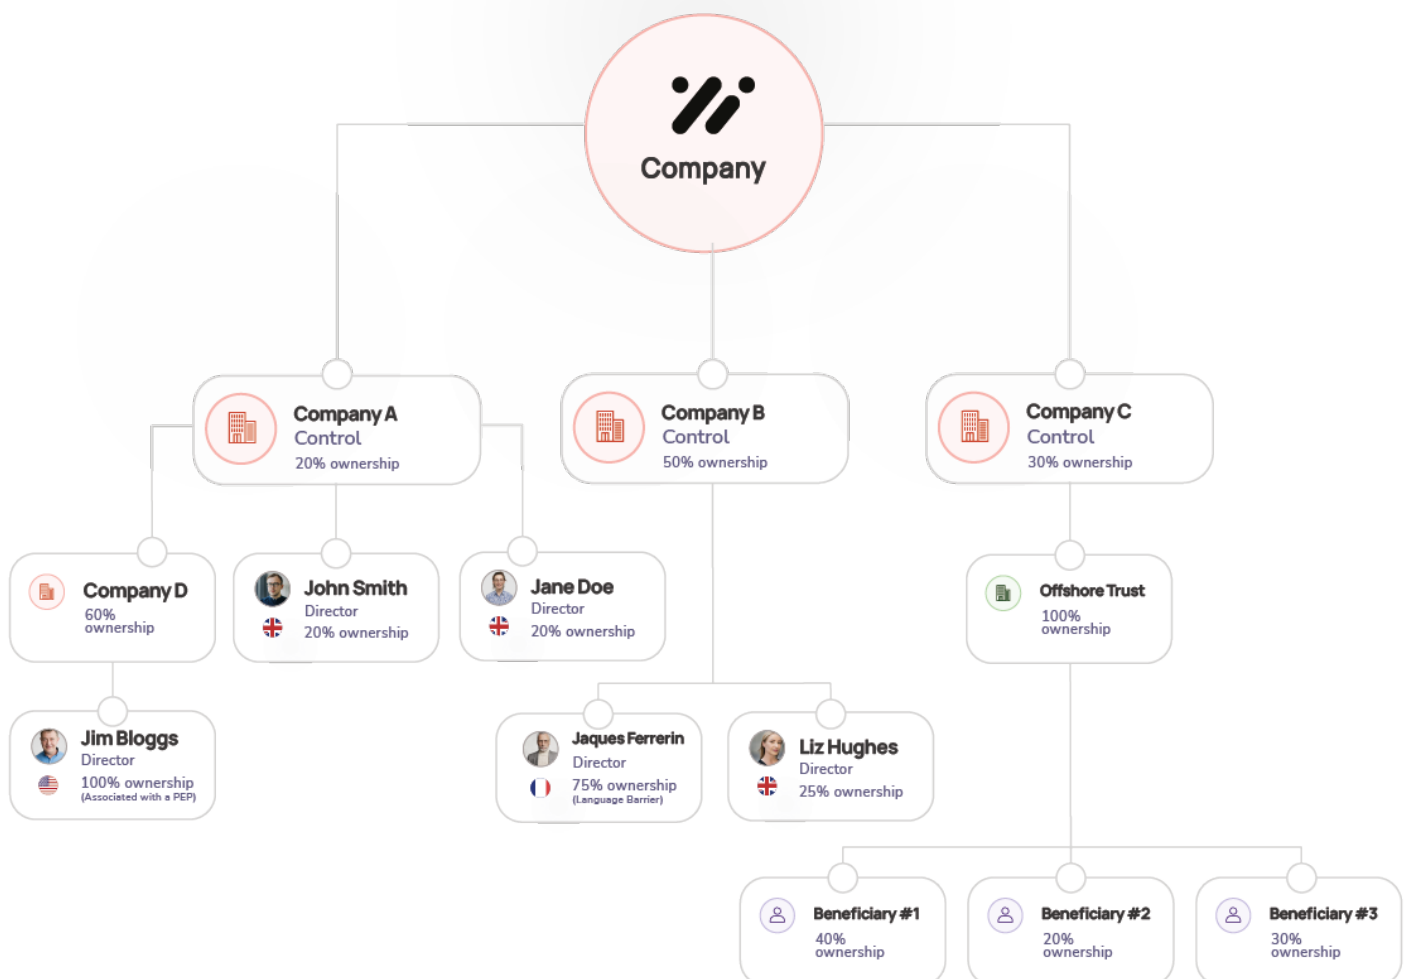 Company
Company A
Control
20% ownership
Company B
Control
50% ownership
Company C
Control
30% ownership
Company D
60%
ownership
John Smith
Director
20% ownership
Jane Doe
Director
20% ownership
Offshore Trust
100%
ownership
Jim Bloggs
Director
100% ownership
(Associated with a PEP)
Jaques Ferrerin
Director
75% ownership
(Language Barrier)
Liz Hughes
Director
25% ownership
Beneficiary #1
40%
ownership
Beneficiary #2
20%
ownership
Beneficiary #3
30%
ownership